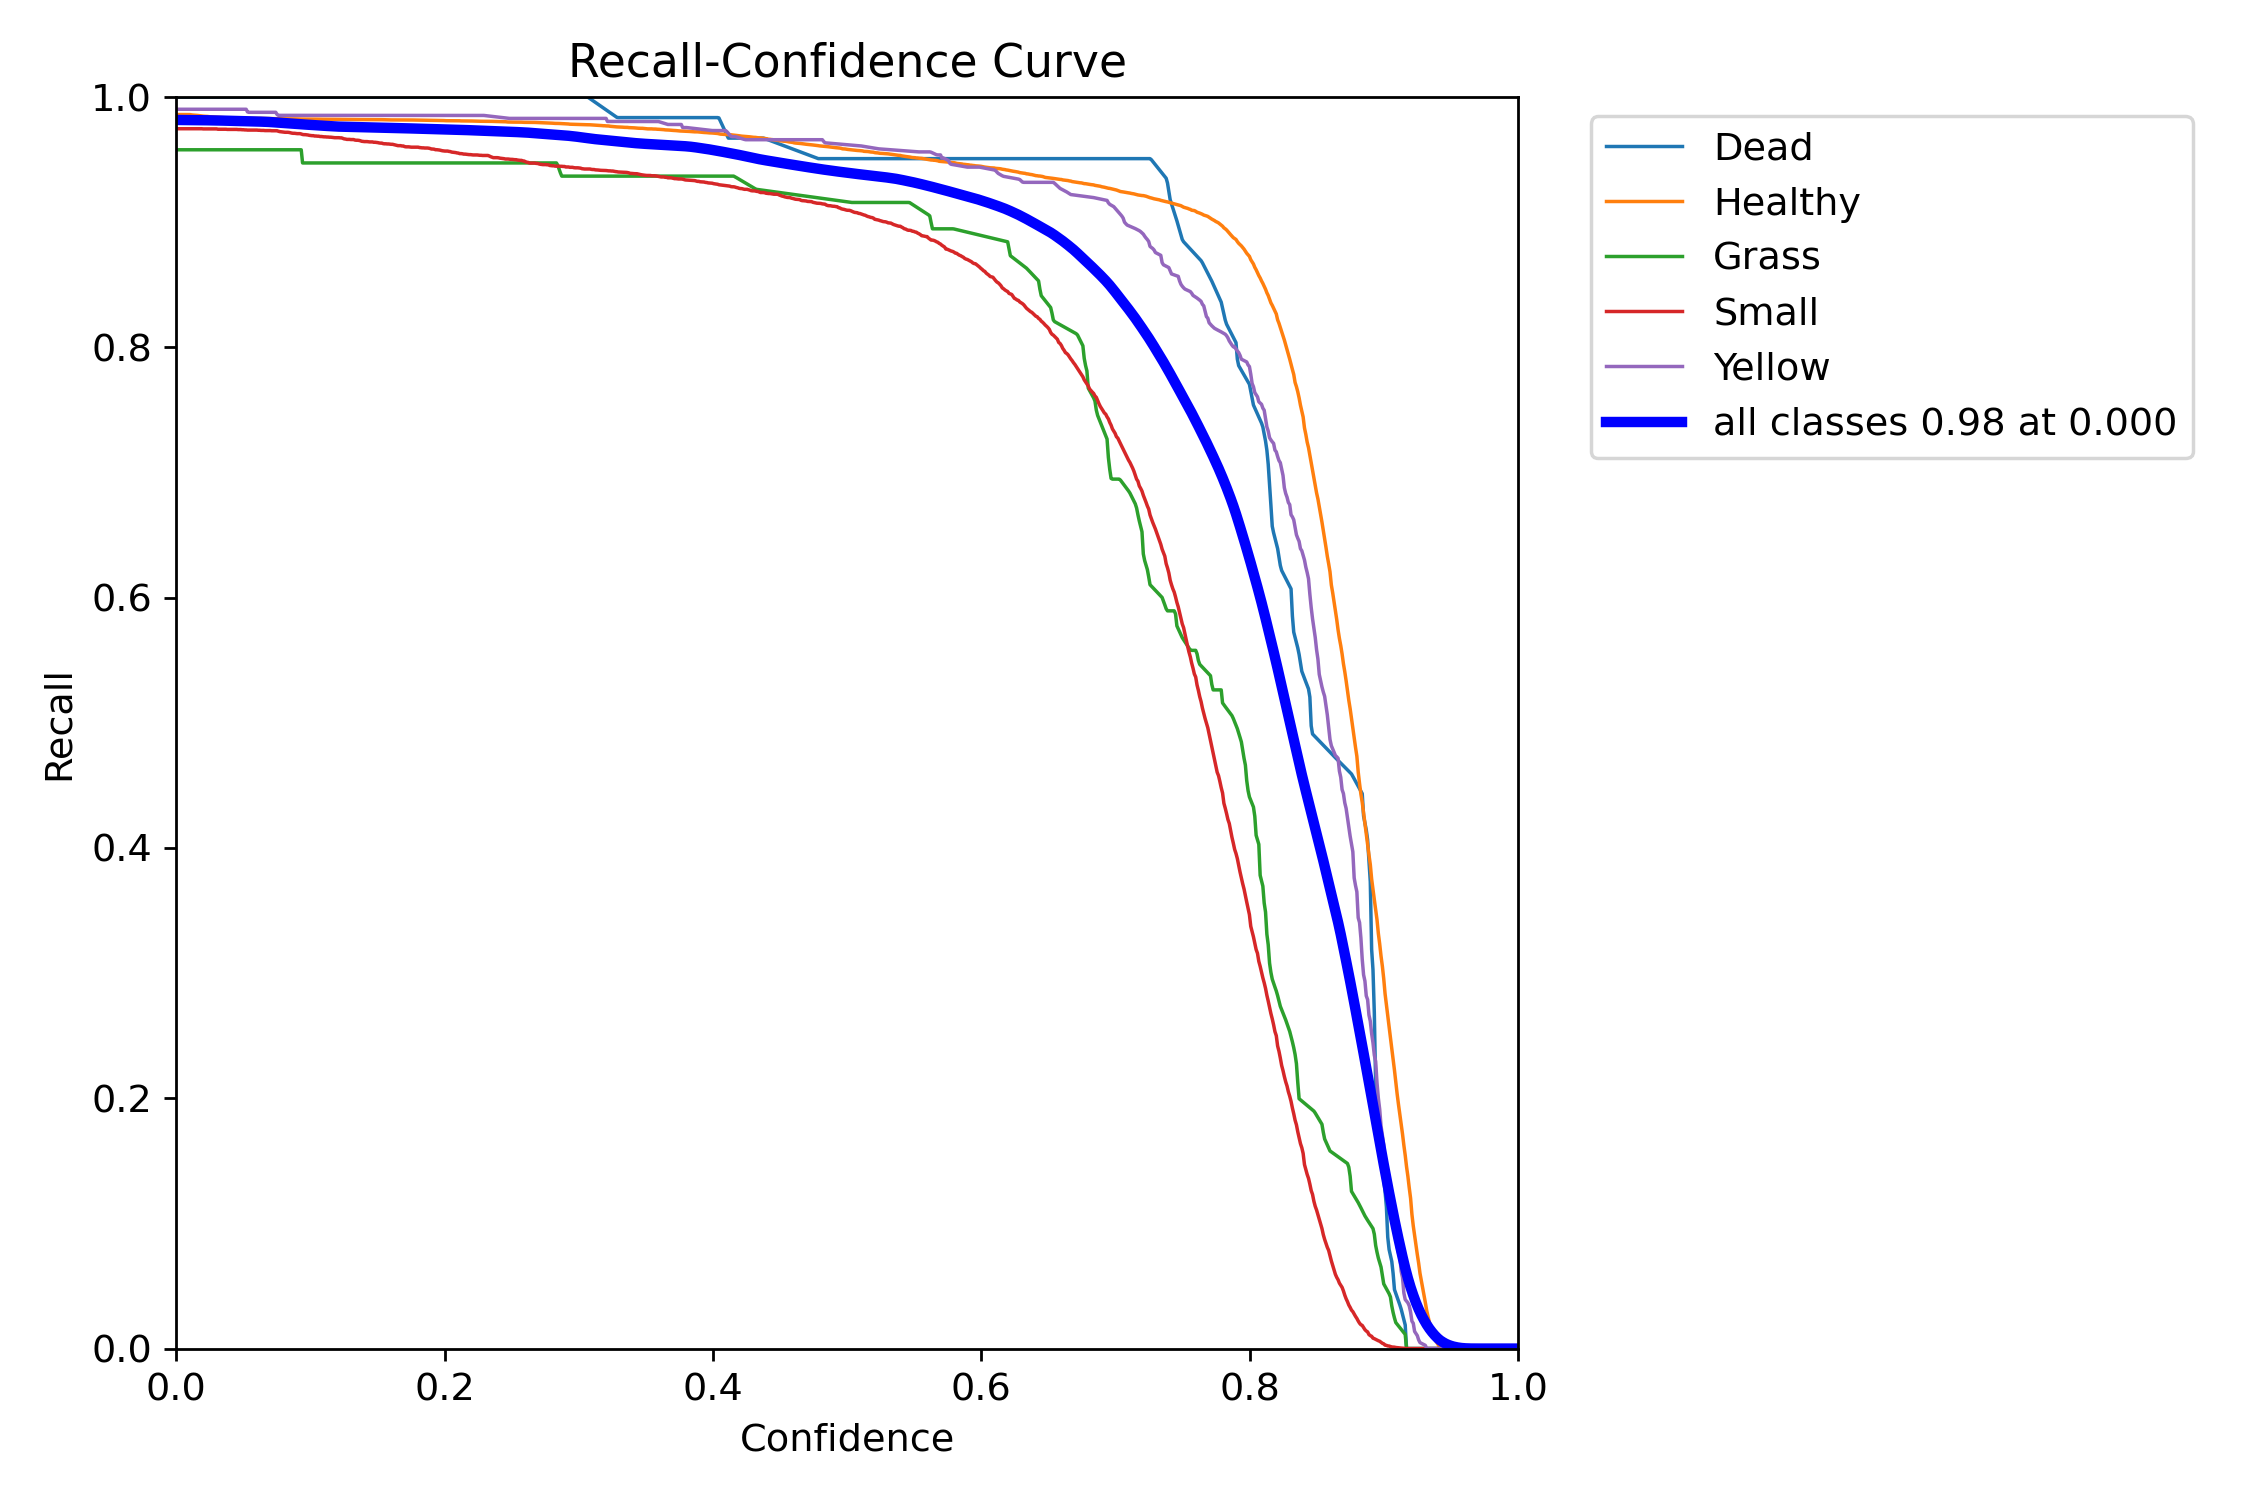 Recall-Confidence Curve
1.0
0.8
0.6
0.4
0.2
0.0
Recall
0.0 0.2 0.4 0.6 0.8 1.0
Confidence
Dead
Healthy
Grass
Small
Yellow
all classes 0.98 at 0.000